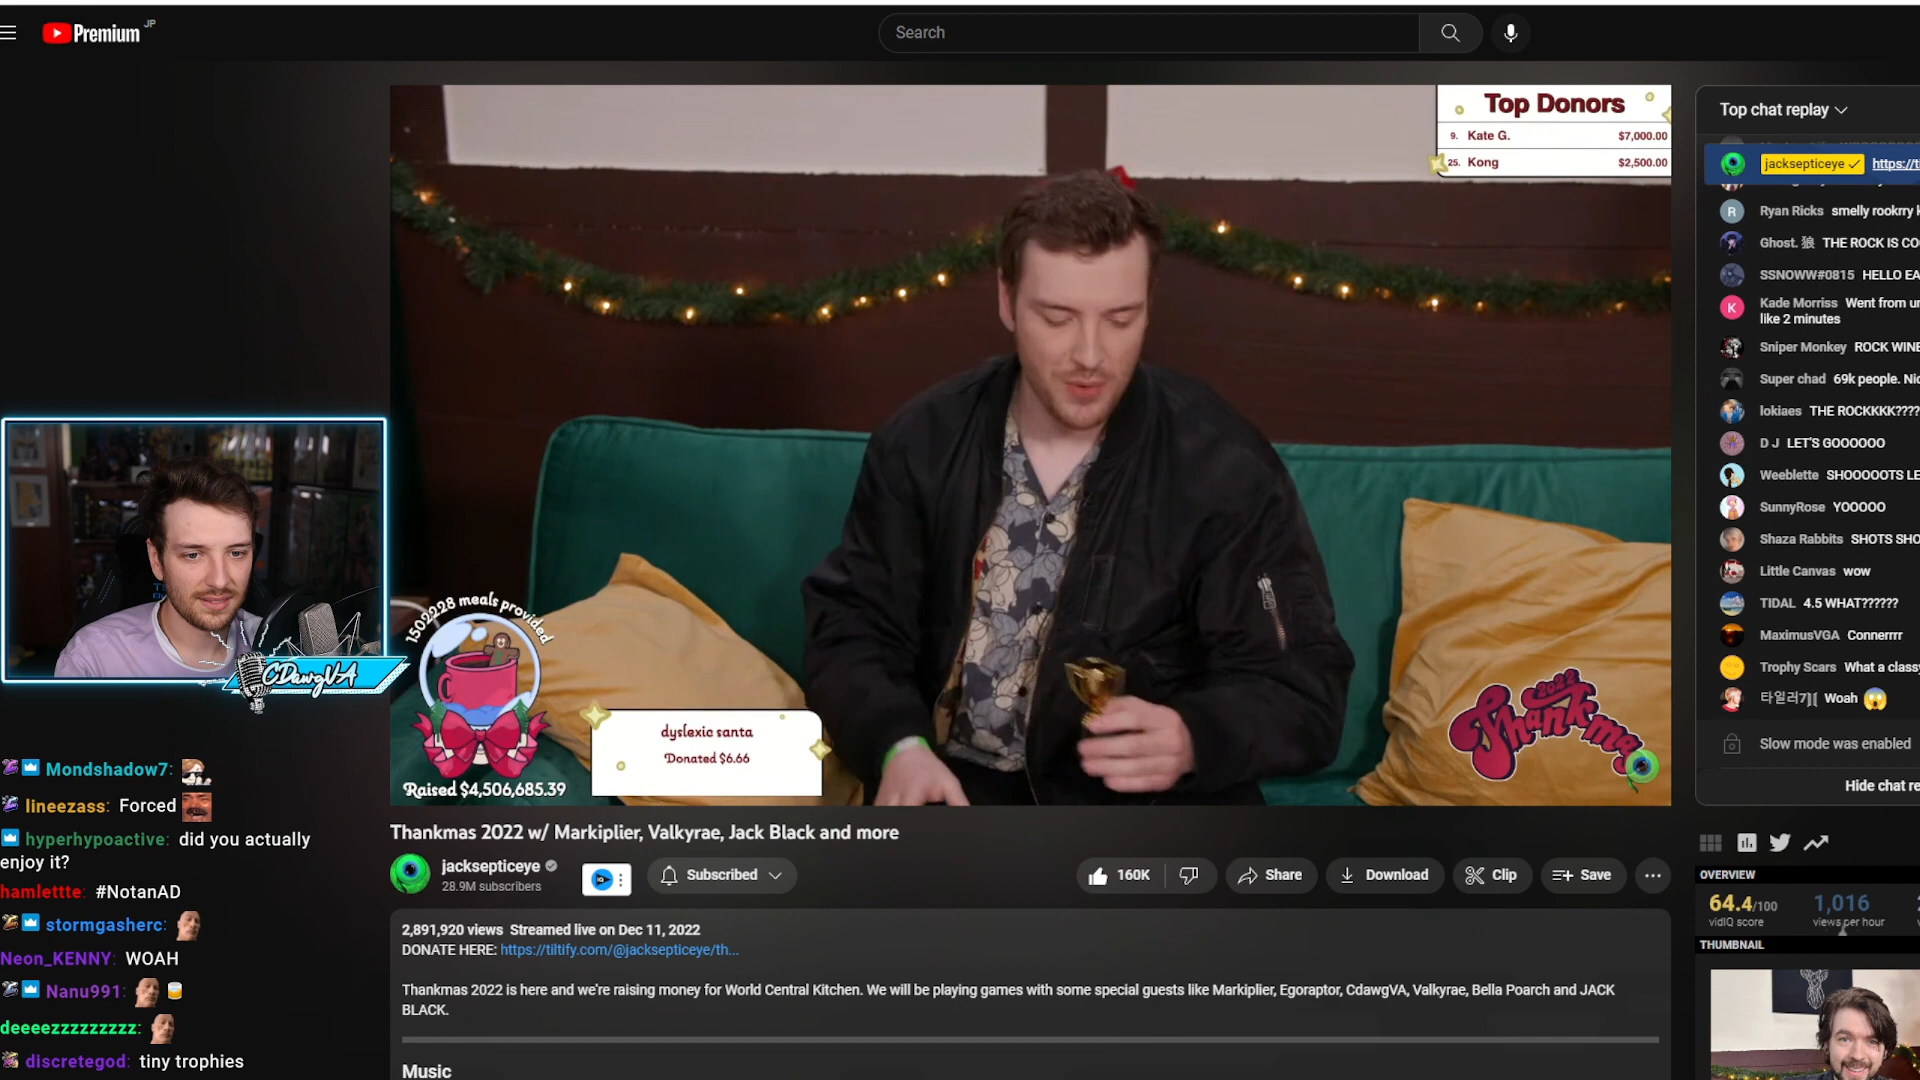 Premium JP
Search
Top Donors
9. Kate G. $7,000.00
25. Kong $2,500.00
1502228 meals provided
Raised $4,506,685.39
dyslexic santa
Donated $6.66
2022
Thankmas
CDawgVA
Mondshadow7:
lineezass: Forced
hyperhypoactive: did you actually
enjoy it?
hamlettte: #NotanAD
stormgasherc:
Neon_KENNY: WOAH
Nanu991:
deeeezzzzzzzzz:
discretegod: tiny trophies
Thankmas 2022 w/ Markiplier, Valkyrae, Jack Black and more
jacksepticeye
28.9M subscribers
Subscribed
160K
Share
Download
Clip
Save
2,891,920 views Streamed live on Dec 11, 2022
DONATE HERE: https://tiltify.com/@jacksepticeye/th...
Thankmas 2022 is here and we're raising money for World Central Kitchen. We will be playing games with some special guests like Markiplier, Egoraptor, CdawgVA, Valkyrae, Bella Poarch and JACK
BLACK.
Music
Top chat replay
jacksepticeye https://t
Ryan Ricks smelly rookrry
Ghost. 狼 THE ROCK IS CO
SSNOWW#0815 HELLO EA
Kade Morriss Went from u
like 2 minutes
Sniper Monkey ROCK WINE
Super chad 69k people. Nic
lokiaes THE ROCKKKK????
D J LET'S GOOOOOO
Weeblette SHOOOOOTS LE
SunnyRose YOOOOO
Shaza Rabbits SHOTS SHO
Little Canvas wow
TIDAL 4.5 WHAT??????
MaximusVGA Connerrrr
Trophy Scars What a class
타일러7][ Woah
Slow mode was enabled
Hide chat re
OVERVIEW
64.4/100
vidIQ score
1,016
views per hour
THUMBNAIL